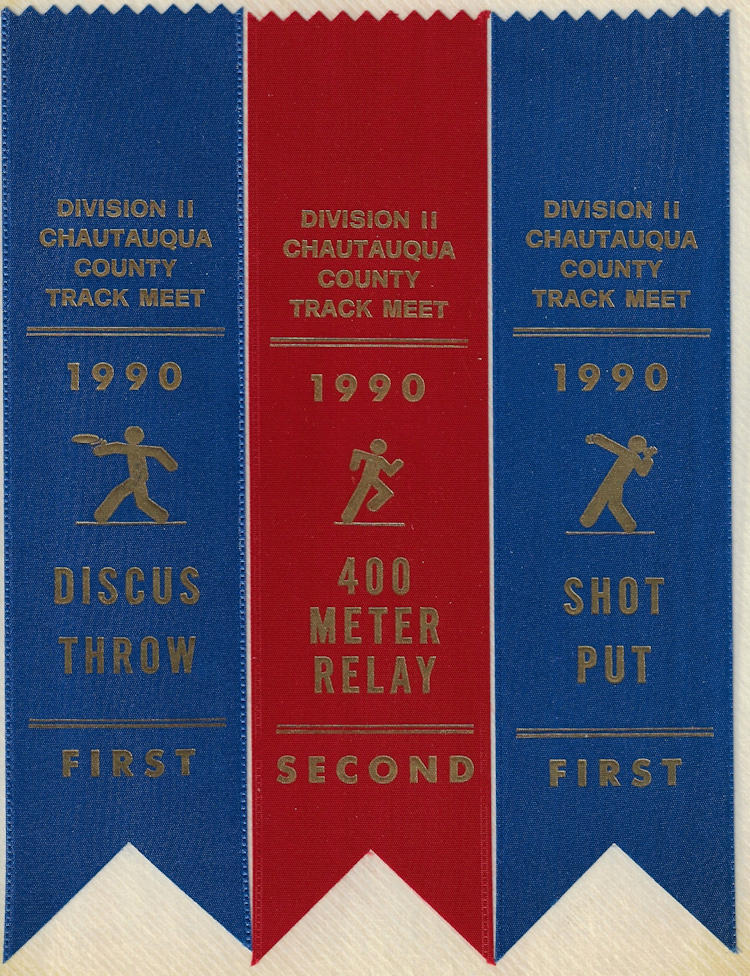 DIVISION II
CHAUTAUQUA
COUNTY
TRACK MEET
1990
DISCUS
THROW
FIRST
DIVISION II
CHAUTAUQUA
COUNTY
TRACK MEET
1990
400
METER
RELAY
SECOND
DIVISION II
CHAUTAUQUA
COUNTY
TRACK MEET
1990
SHOT
PUT
FIRST